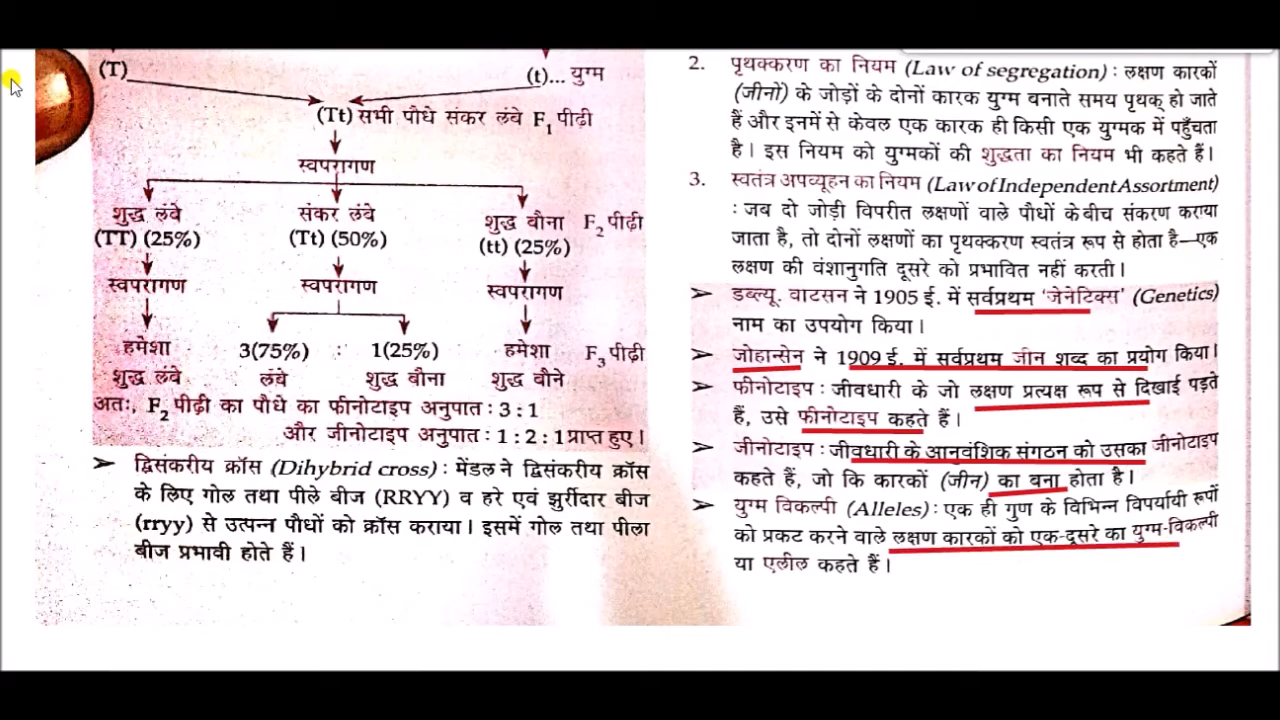 (T)
(t)... युग्म
(Tt) सभी पौधे संकर लंबे F1 पीढ़ी
स्वपरागण
शुद्ध लंबे संकर लंबे शुद्ध बौना F2 पीढ़ी
(TT) (25%) (Tt) (50%) (tt) (25%)
स्वपरागण स्वपरागण स्वपरागण
हमेशा 3(75%) : 1(25%) हमेशा F3 पीढ़ी
शुद्ध लंबे लंबे शुद्ध बौना शुद्ध बौने
अतः, F2 पीढ़ी का पौधे का फीनोटाइप अनुपात : 3 : 1
और जीनोटाइप अनुपात : 1 : 2 : 1 प्राप्त हुए।
➢ द्विसंकरीय क्रॉस (Dihybrid cross) : मेंडल ने द्विसंकरीय क्रॉस
के लिए गोल तथा पीले बीज (RRYY) व हरे एवं झुर्रीदार बीज
(rryy) से उत्पन्न पौधों को क्रॉस कराया। इसमें गोल तथा पीला
बीज प्रभावी होते हैं।
2. पृथक्करण का नियम (Law of segregation) : लक्षण कारकों
(जीनों) के जोड़ों के दोनों कारक युग्म बनाते समय पृथक् हो जाते
हैं और इनमें से केवल एक कारक ही किसी एक युग्मक में पहुँचता
है। इस नियम को युग्मकों की शुद्धता का नियम भी कहते हैं।
3. स्वतंत्र अपव्यूहन का नियम (Law of Independent Assortment)
: जब दो जोड़ी विपरीत लक्षणों वाले पौधों के बीच संकरण कराया
जाता है, तो दोनों लक्षणों का पृथक्करण स्वतंत्र रूप से होता है—एक
लक्षण की वंशानुगति दूसरे को प्रभावित नहीं करती।
➢ डब्ल्यू. वाटसन ने 1905 ई. में सर्वप्रथम 'जेनेटिक्स' (Genetics)
नाम का उपयोग किया।
➢ जोहान्सेन ने 1909 ई. में सर्वप्रथम जीन शब्द का प्रयोग किया।
➢ फीनोटाइप : जीवधारी के जो लक्षण प्रत्यक्ष रूप से दिखाई पड़ते
हैं, उसे फीनोटाइप कहते हैं।
➢ जीनोटाइप : जीवधारी के आनुवंशिक संगठन को उसका जीनोटाइप
कहते हैं, जो कि कारकों (जीन) का बना होता है।
➢ युग्म विकल्पी (Alleles) : एक ही गुण के विभिन्न विपर्यायी रूपों
को प्रकट करने वाले लक्षण कारकों को एक-दूसरे का युग्म-विकल्पी
या एलील कहते हैं।